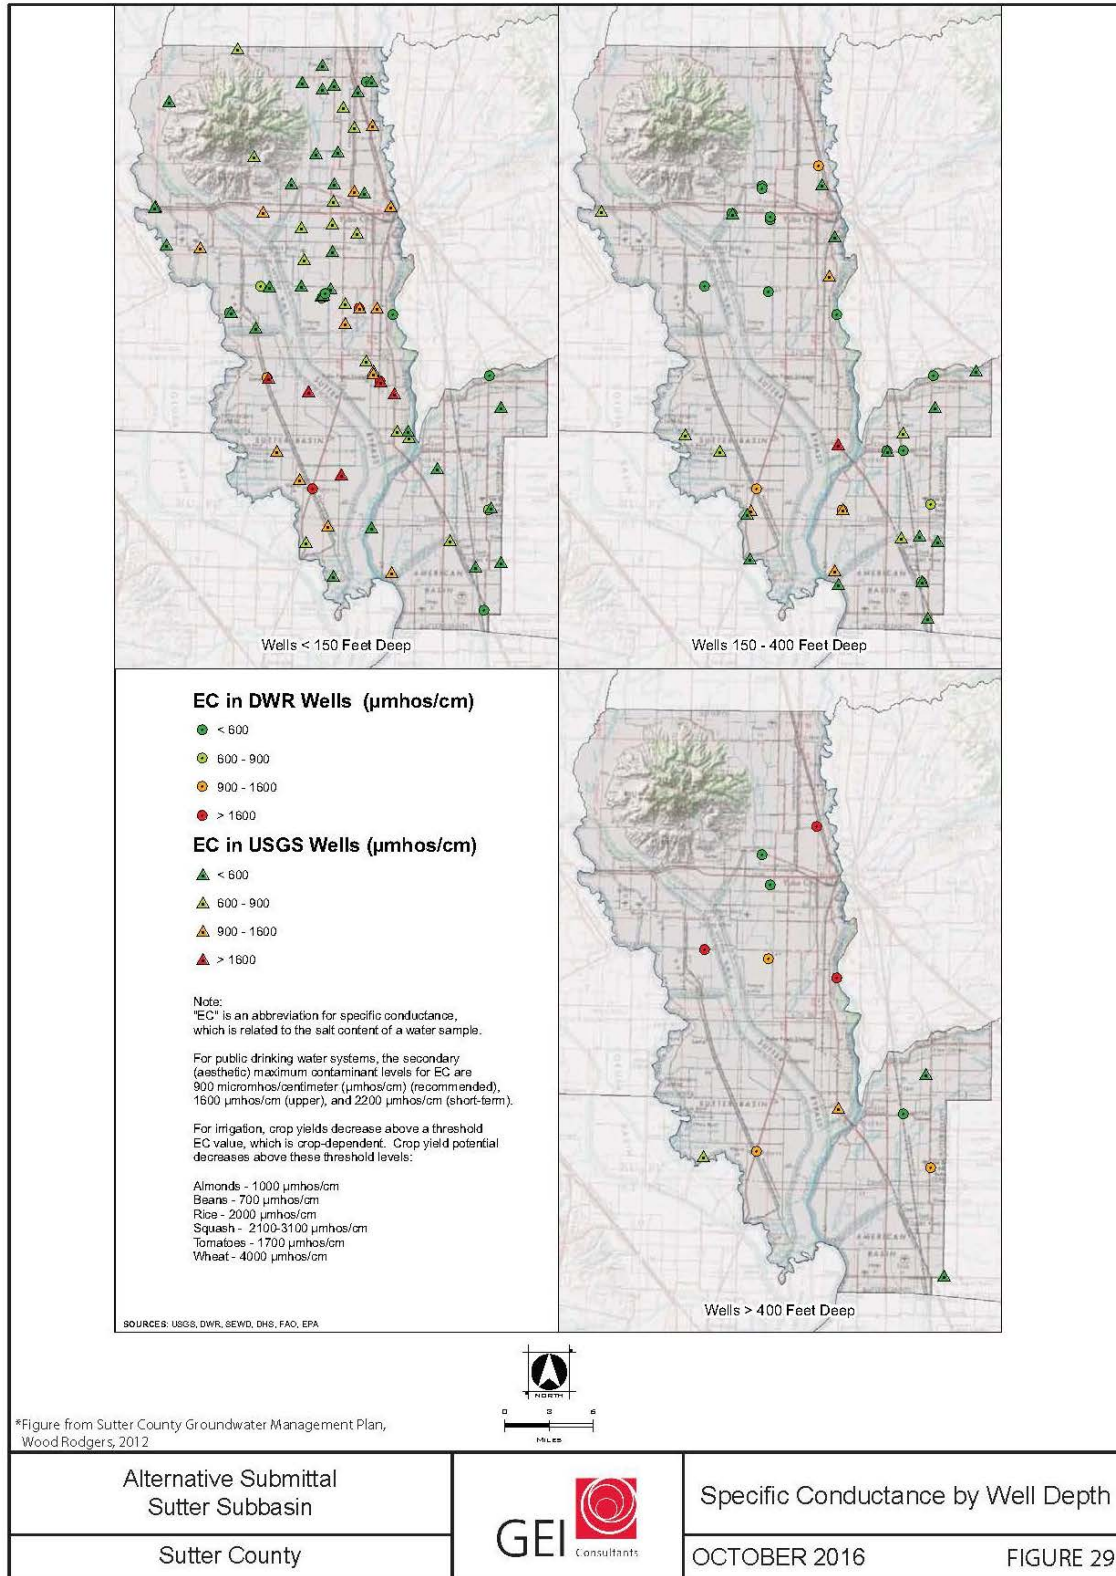 Wells < 150 Feet Deep
Wells 150 - 400 Feet Deep
SUTTER BASIN
AMERICAN
BASIN
AMERICAN
BASIN
EC in DWR Wells (µmhos/cm)
< 600
600 - 900
900 - 1600
> 1600
EC in USGS Wells (µmhos/cm)
< 600
600 - 900
900 - 1600
> 1600
Note:
"EC" is an abbreviation for specific conductance,
which is related to the salt content of a water sample.
For public drinking water systems, the secondary
(aesthetic) maximum contaminant levels for EC are
900 micromhos/centimeter (µmhos/cm) (recommended),
1600 µmhos/cm (upper), and 2200 µmhos/cm (short-term).
For irrigation, crop yields decrease above a threshold
EC value, which is crop-dependent. Crop yield potential
decreases above these threshold levels:
Almonds - 1000 µmhos/cm
Beans - 700 µmhos/cm
Rice - 2000 µmhos/cm
Squash - 2100-3100 µmhos/cm
Tomatoes - 1700 µmhos/cm
Wheat - 4000 µmhos/cm
SOURCES: USGS, DWR, SEWD, DHS, FAO, EPA
Wells > 400 Feet Deep
NORTH
0 3 6
MILES
*Figure from Sutter County Groundwater Management Plan,
Wood Rodgers, 2012
Alternative Submittal
Sutter Subbasin
Sutter County
GEI Consultants
Specific Conductance by Well Depth
OCTOBER 2016
FIGURE 29